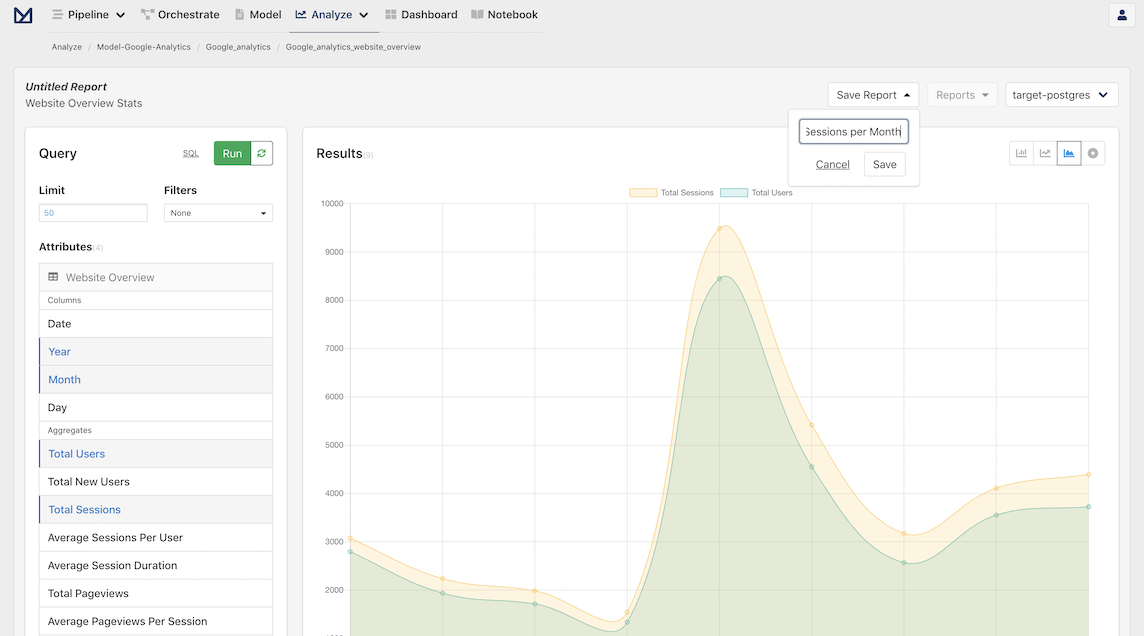 Pipeline Orchestrate Model Analyze Dashboard Notebook
Analyze / Model-Google-Analytics / Google_analytics / Google_analytics_website_overview
Untitled Report
Website Overview Stats
Save Report Reports target-postgres
Sessions per Month
Cancel Save
Query SQL Run
Limit Filters
50 None
Attributes(4)
Website Overview
Columns
Date
Year
Month
Day
Aggregates
Total Users
Total New Users
Total Sessions
Average Sessions Per User
Average Session Duration
Total Pageviews
Average Pageviews Per Session
Results(9)
Total Sessions Total Users
10000
9000
8000
7000
6000
5000
4000
3000
2000